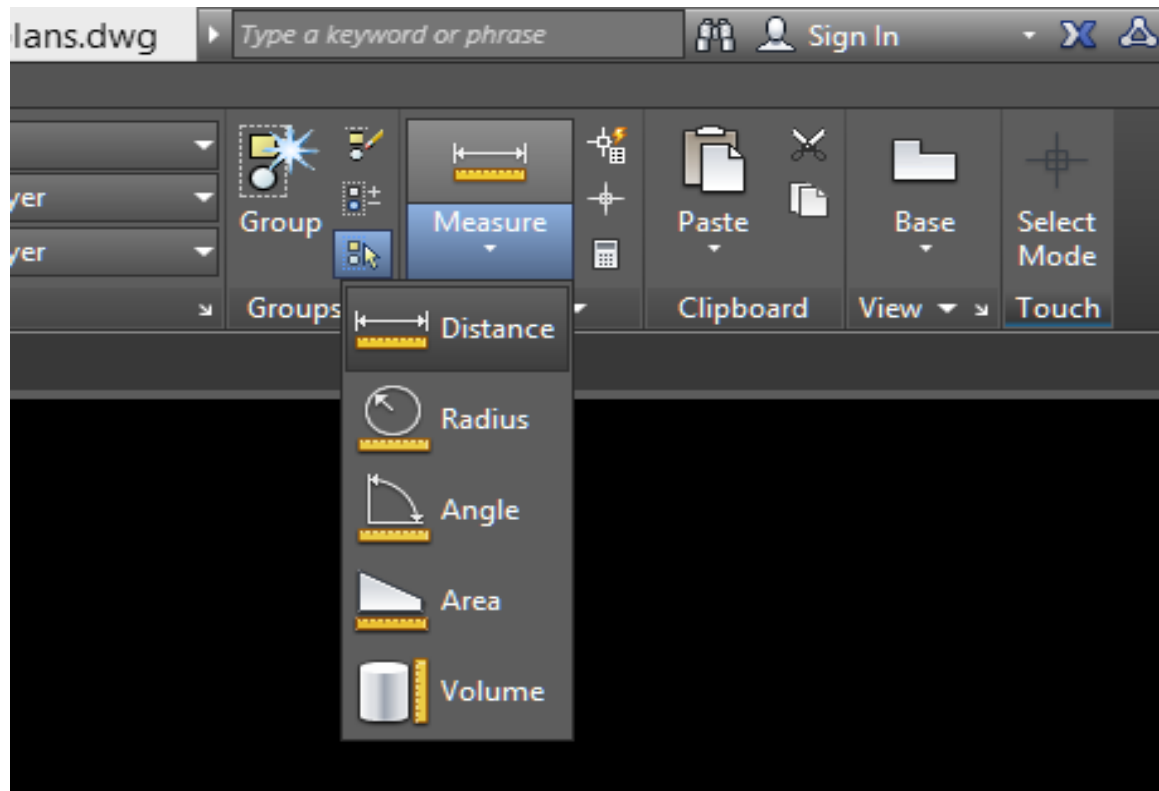 lans.dwg
Type a keyword or phrase
Sign In
yer
yer
Group
Measure
Paste
Base
Select
Mode
Groups
Clipboard
View
Touch
Distance
Radius
Angle
Area
Volume